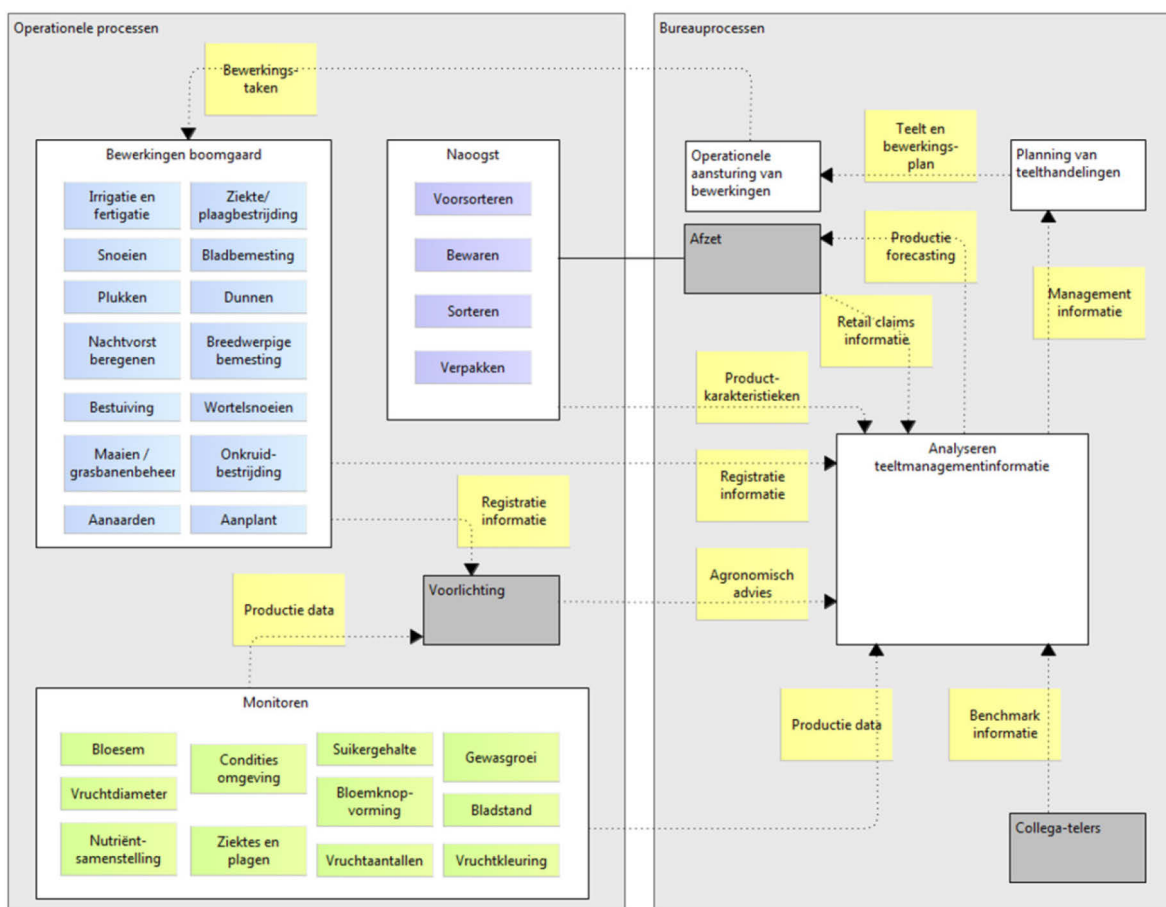 Operationele processen
Bewerkings-
taken
Bewerkingen boomgaard
Irrigatie en
fertigatie
Ziekte/
plaagbestrijding
Snoeien
Bladbemesting
Plukken
Dunnen
Nachtvorst
beregenen
Breedwerpige
bemesting
Bestuiving
Wortelsnoeien
Maaien /
grasbanenbeheer
Onkruid-
bestrijding
Aanaarden
Aanplant
Naoogst
Voorsorteren
Bewaren
Sorteren
Verpakken
Registratie
informatie
Voorlichting
Productie data
Monitoren
Bloesem
Condities
omgeving
Suikergehalte
Gewasgroei
Vruchtdiameter
Bloemknop-
vorming
Bladstand
Nutriënt-
samenstelling
Ziektes en
plagen
Vruchtaantallen
Vruchtkleuring
Bureauprocessen
Operationele
aansturing van
bewerkingen
Teelt en
bewerkings-
plan
Planning van
teelthandelingen
Afzet
Productie
forecasting
Retail claims
informatie
Management
informatie
Product-
karakteristieken
Analyseren
teeltmanagementinformatie
Registratie
informatie
Agronomisch
advies
Productie data
Benchmark
informatie
Collega-telers